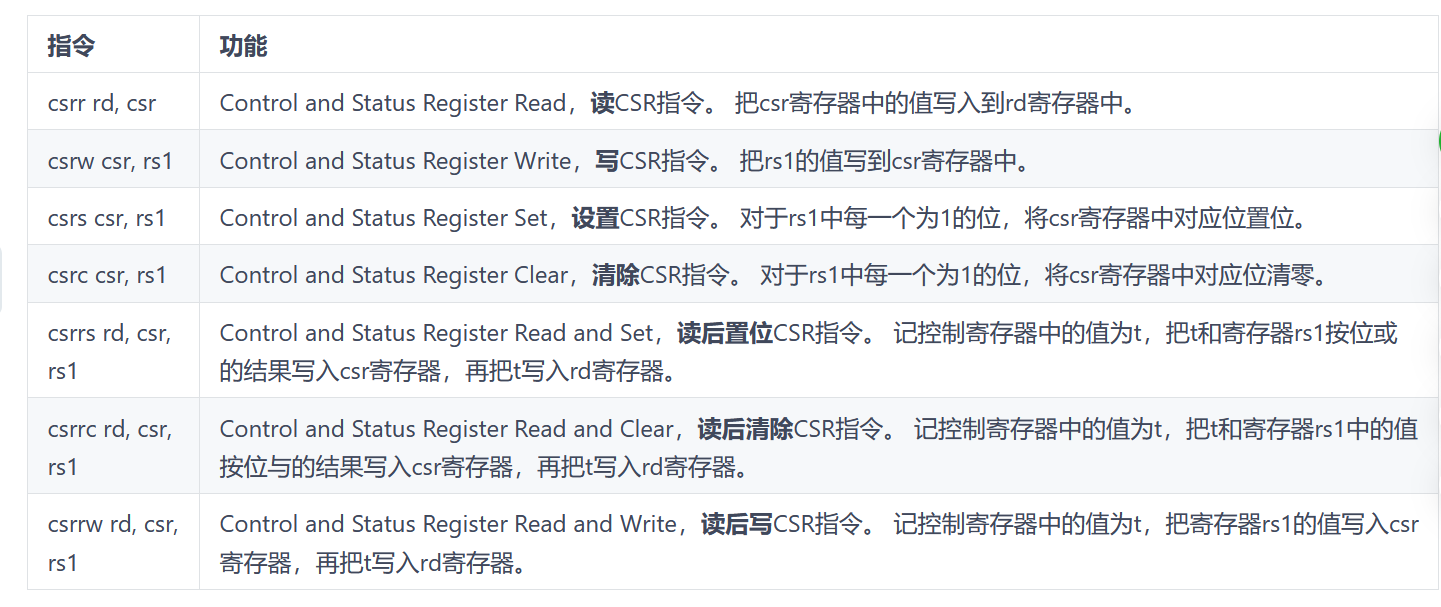 指令 功能
csrr rd, csr Control and Status Register Read，读CSR指令。 把csr寄存器中的值写入到rd寄存器中。
csrw csr, rs1 Control and Status Register Write，写CSR指令。 把rs1的值写到csr寄存器中。
csrs csr, rs1 Control and Status Register Set，设置CSR指令。 对于rs1中每一个为1的位，将csr寄存器中对应位置位。
csrc csr, rs1 Control and Status Register Clear，清除CSR指令。 对于rs1中每一个为1的位，将csr寄存器中对应位清零。
csrrs rd, csr, Control and Status Register Read and Set，读后置位CSR指令。 记控制寄存器中的值为t，把t和寄存器rs1按位或
rs1 的结果写入csr寄存器，再把t写入rd寄存器。
csrrc rd, csr, Control and Status Register Read and Clear，读后清除CSR指令。 记控制寄存器中的值为t，把t和寄存器rs1中的值
rs1 按位与的结果写入csr寄存器，再把t写入rd寄存器。
csrrw rd, csr, Control and Status Register Read and Write，读后写CSR指令。 记控制寄存器中的值为t，把寄存器rs1的值写入csr
rs1 寄存器，再把t写入rd寄存器。